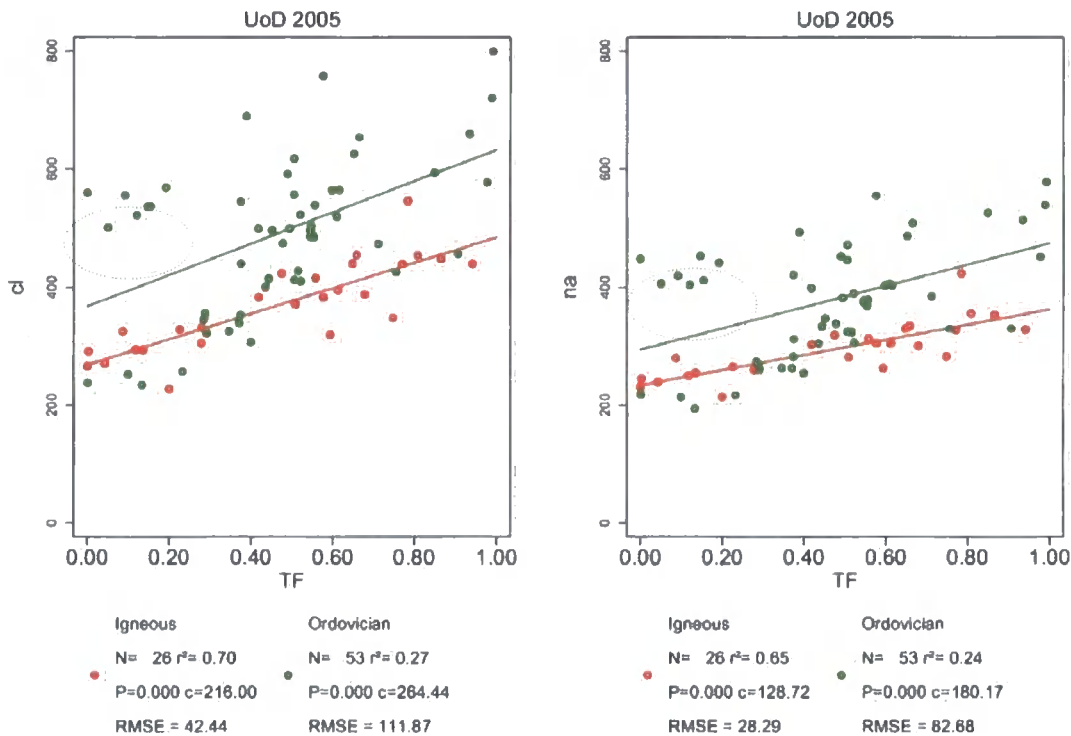 UoD 2005
cl
800
600
400
200
0
0.00 0.20 0.40 0.60 0.80 1.00
TF
Igneous Ordovician
N= 26 r²= 0.70 N= 53 r²= 0.27
P=0.000 c=216.00 P=0.000 c=264.44
RMSE = 42.44 RMSE = 111.87
UoD 2005
na
800
600
400
200
0
0.00 0.20 0.40 0.60 0.80 1.00
TF
Igneous Ordovician
N= 26 r²= 0.65 N= 53 r²= 0.24
P=0.000 c=128.72 P=0.000 c=180.17
RMSE = 28.29 RMSE = 82.68